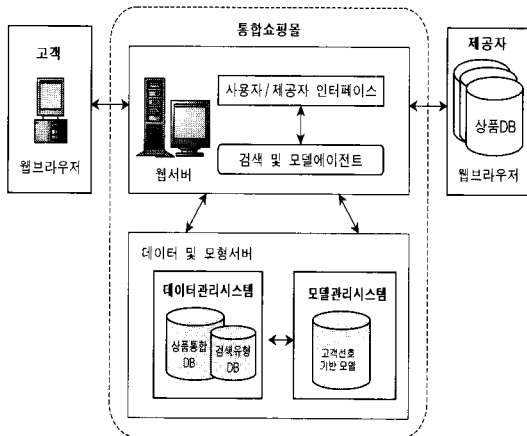 통합쇼핑몰
고객
웹브라우저
사용자/제공자 인터페이스
검색 및 모델에이전트
웹서버
제공자
상품DB
웹브라우저
데이터 및 모형서버
데이터관리시스템
상품통합
DB
검색유형
DB
모델관리시스템
고객선호
기반 모델